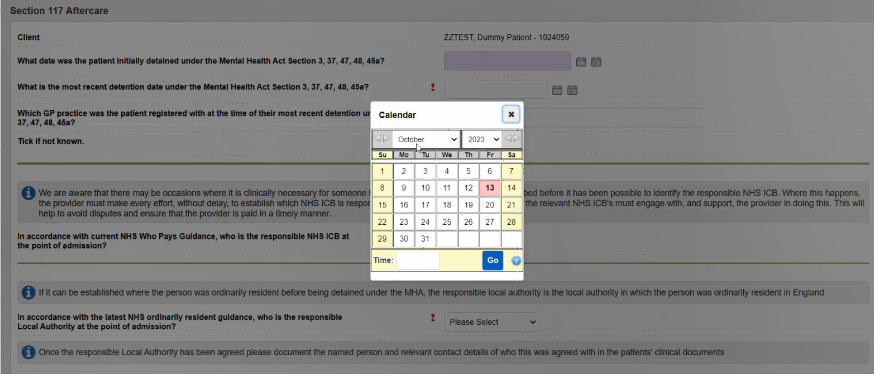 Section 117 Aftercare
Client
ZZTEST, Dummy Patient - 1024059
What date was the patient initially detained under the Mental Health Act Section 3, 37, 47, 48, 45a?
What is the most recent detention date under the Mental Health Act Section 3, 37, 47, 48, 45a?
Which GP practice was the patient registered with at the time of their most recent detention
37, 47, 48, 45a?
Tick if not known.
Calendar
October 2023
Su Mo Tu We Th Fr Sa
1 2 3 4 5 6 7
8 9 10 11 12 13 14
15 16 17 18 19 20 21
22 23 24 25 26 27 28
29 30 31
Time: Go
We are aware that there may be occasions where it is clinically necessary for someone bed before it has been possible to identify the responsible NHS ICB. Where this happens,
the provider must make every effort, without delay, to establish which NHS ICB is the relevant NHS ICB's must engage with, and support, the provider in doing this. This will
help to avoid disputes and ensure that the provider is paid in a timely manner.
In accordance with current NHS Who Pays Guidance, who is the responsible NHS ICB at
the point of admission?
If it can be established where the person was ordinarily resident before being detained under the MHA, the responsible local authority is the local authority in which the person was ordinarily resident in England
In accordance with the latest NHS ordinarily resident guidance, who is the responsible
Local Authority at the point of admission?
Please Select
Once the responsible Local Authority has been agreed please document the named person and relevant contact details of who this was agreed with in the patients' clinical documents